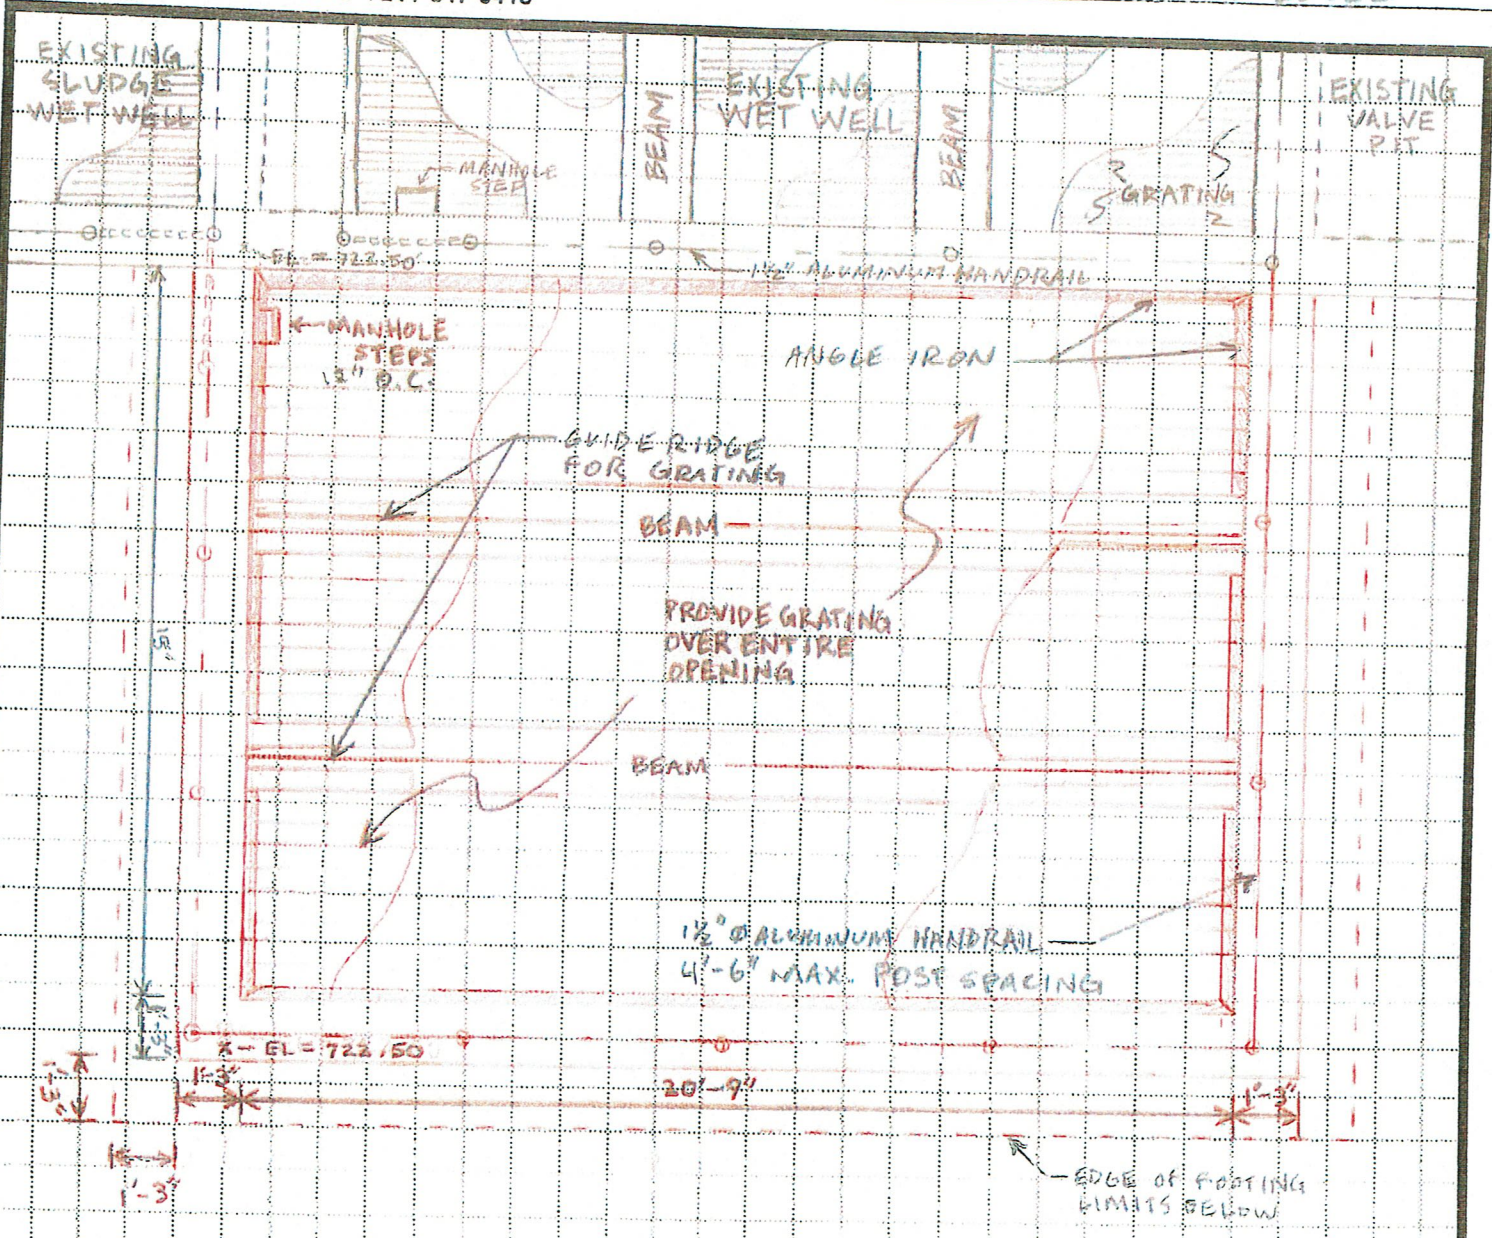 EXISTING
SLUDGE
WET WELL
MANHOLE
STEP
BEAM
EXISTING
WET WELL
BEAM
GRATING
EXISTING
VALVE
PIT
EL = 722.50'
1½" ALUMINUM HANDRAIL
MANHOLE
STEPS
12" O.C.
ANGLE IRON
GUIDE RIDGE
FOR GRATING
BEAM
PROVIDE GRATING
OVER ENTIRE
OPENING
15'
BEAM
1½" Ø ALUMINUM HANDRAIL
4'-6" MAX. POST SPACING
X- EL = 722.50
1'-3"
1'-3"
20'-9"
1'-3"
1'-3"
EDGE OF FOOTING
LIMITS BELOW